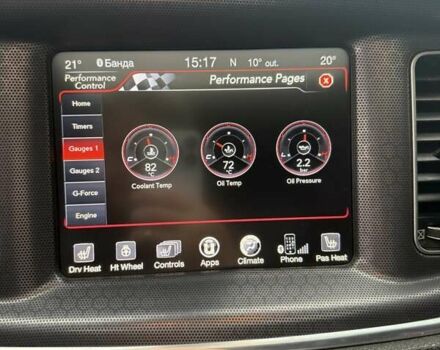 21° Банда 15:17 N 10° out. 20°
Performance Control
Performance Pages
X
Home
Timers
Gauges 1
Gauges 2
G-Force
Engine
82 °C
Coolant Temp
72 °C
Oil Temp
2.2 bar
Oil Pressure
Drv Heat
Ht Wheel
Controls
Apps
Climate
Phone
Pas Heat